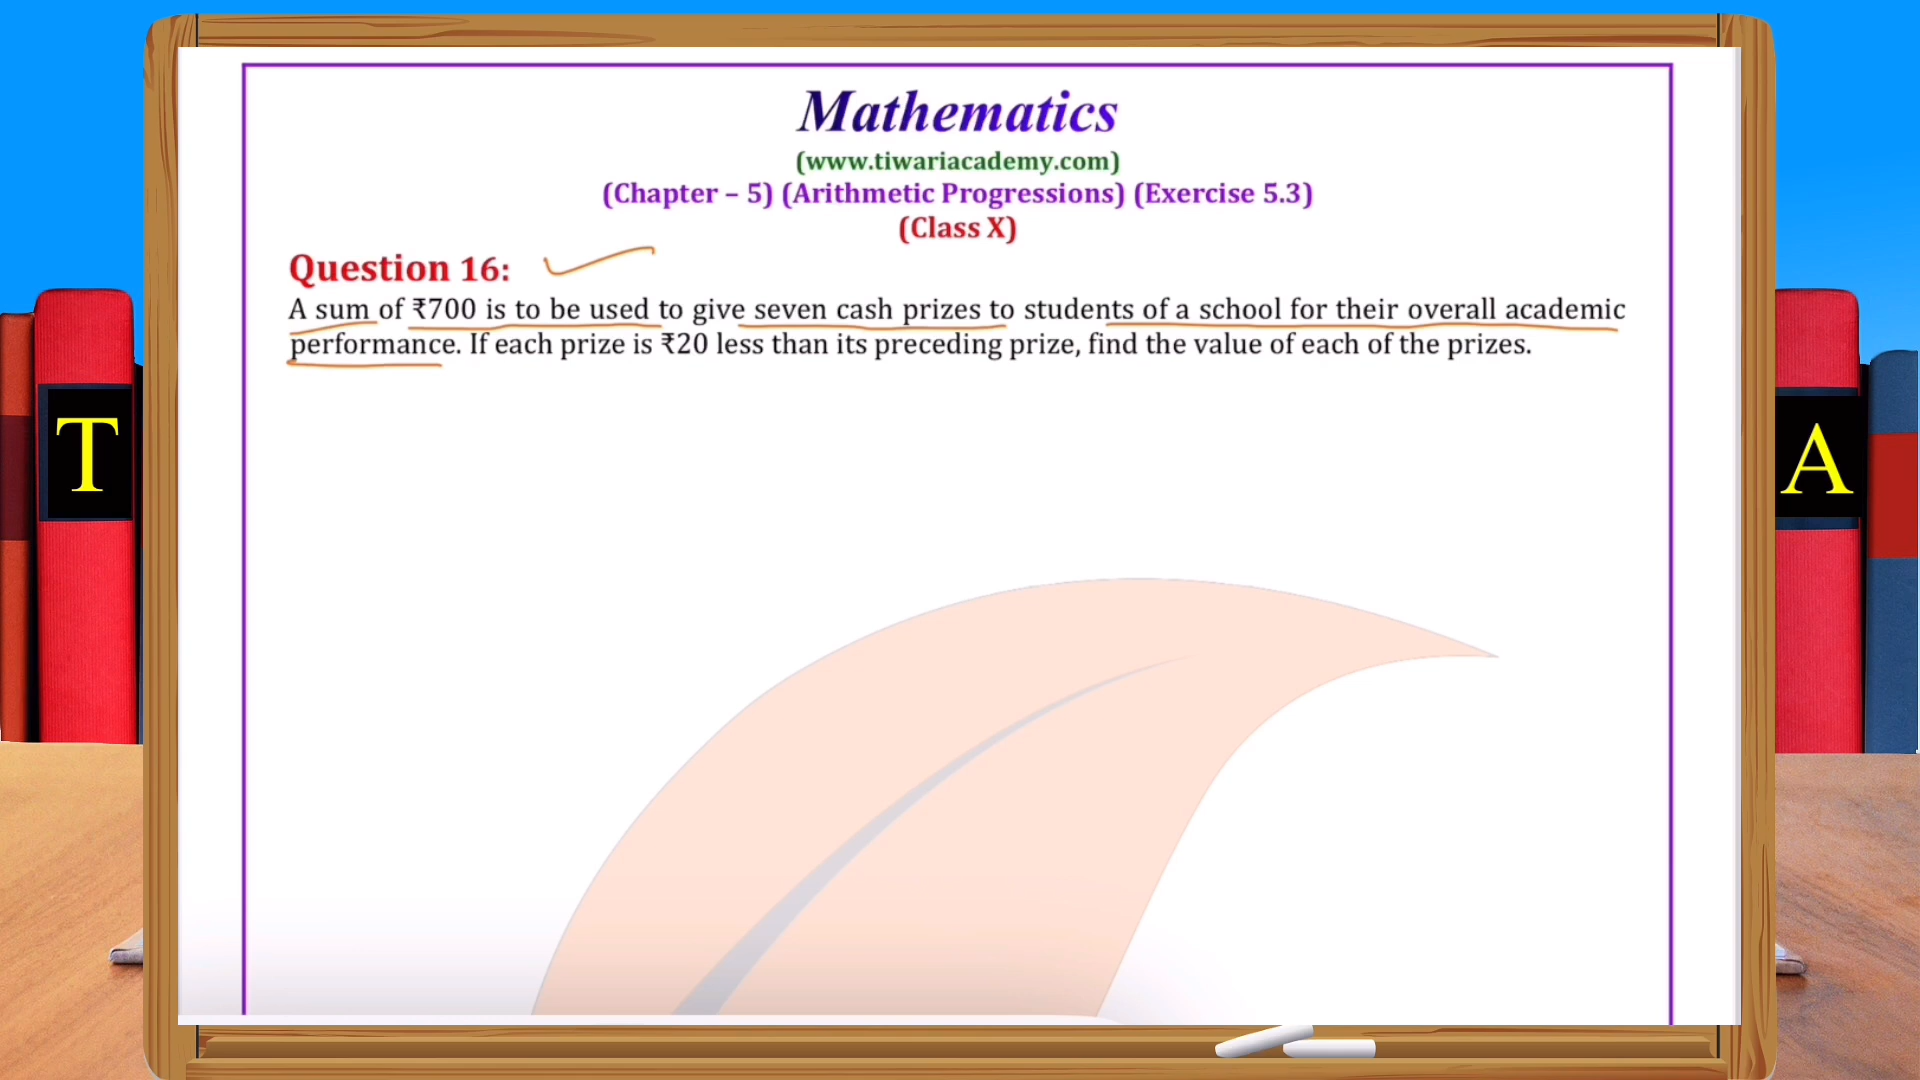 Mathematics
(www.tiwariacademy.com)
(Chapter – 5) (Arithmetic Progressions) (Exercise 5.3)
(Class X)
Question 16:
A sum of ₹700 is to be used to give seven cash prizes to students of a school for their overall academic
performance. If each prize is ₹20 less than its preceding prize, find the value of each of the prizes.
T
A